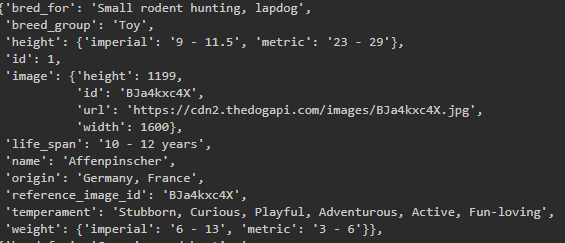 {'bred_for': 'Small rodent hunting, lapdog',
 'breed_group': 'Toy',
 'height': {'imperial': '9 - 11.5', 'metric': '23 - 29'},
 'id': 1,
 'image': {'height': 1199,
           'id': 'BJa4kxc4X',
           'url': 'https://cdn2.thedogapi.com/images/BJa4kxc4X.jpg',
           'width': 1600},
 'life_span': '10 - 12 years',
 'name': 'Affenpinscher',
 'origin': 'Germany, France',
 'reference_image_id': 'BJa4kxc4X',
 'temperament': 'Stubborn, Curious, Playful, Adventurous, Active, Fun-loving',
 'weight': {'imperial': '6 - 13', 'metric': '3 - 6'}},